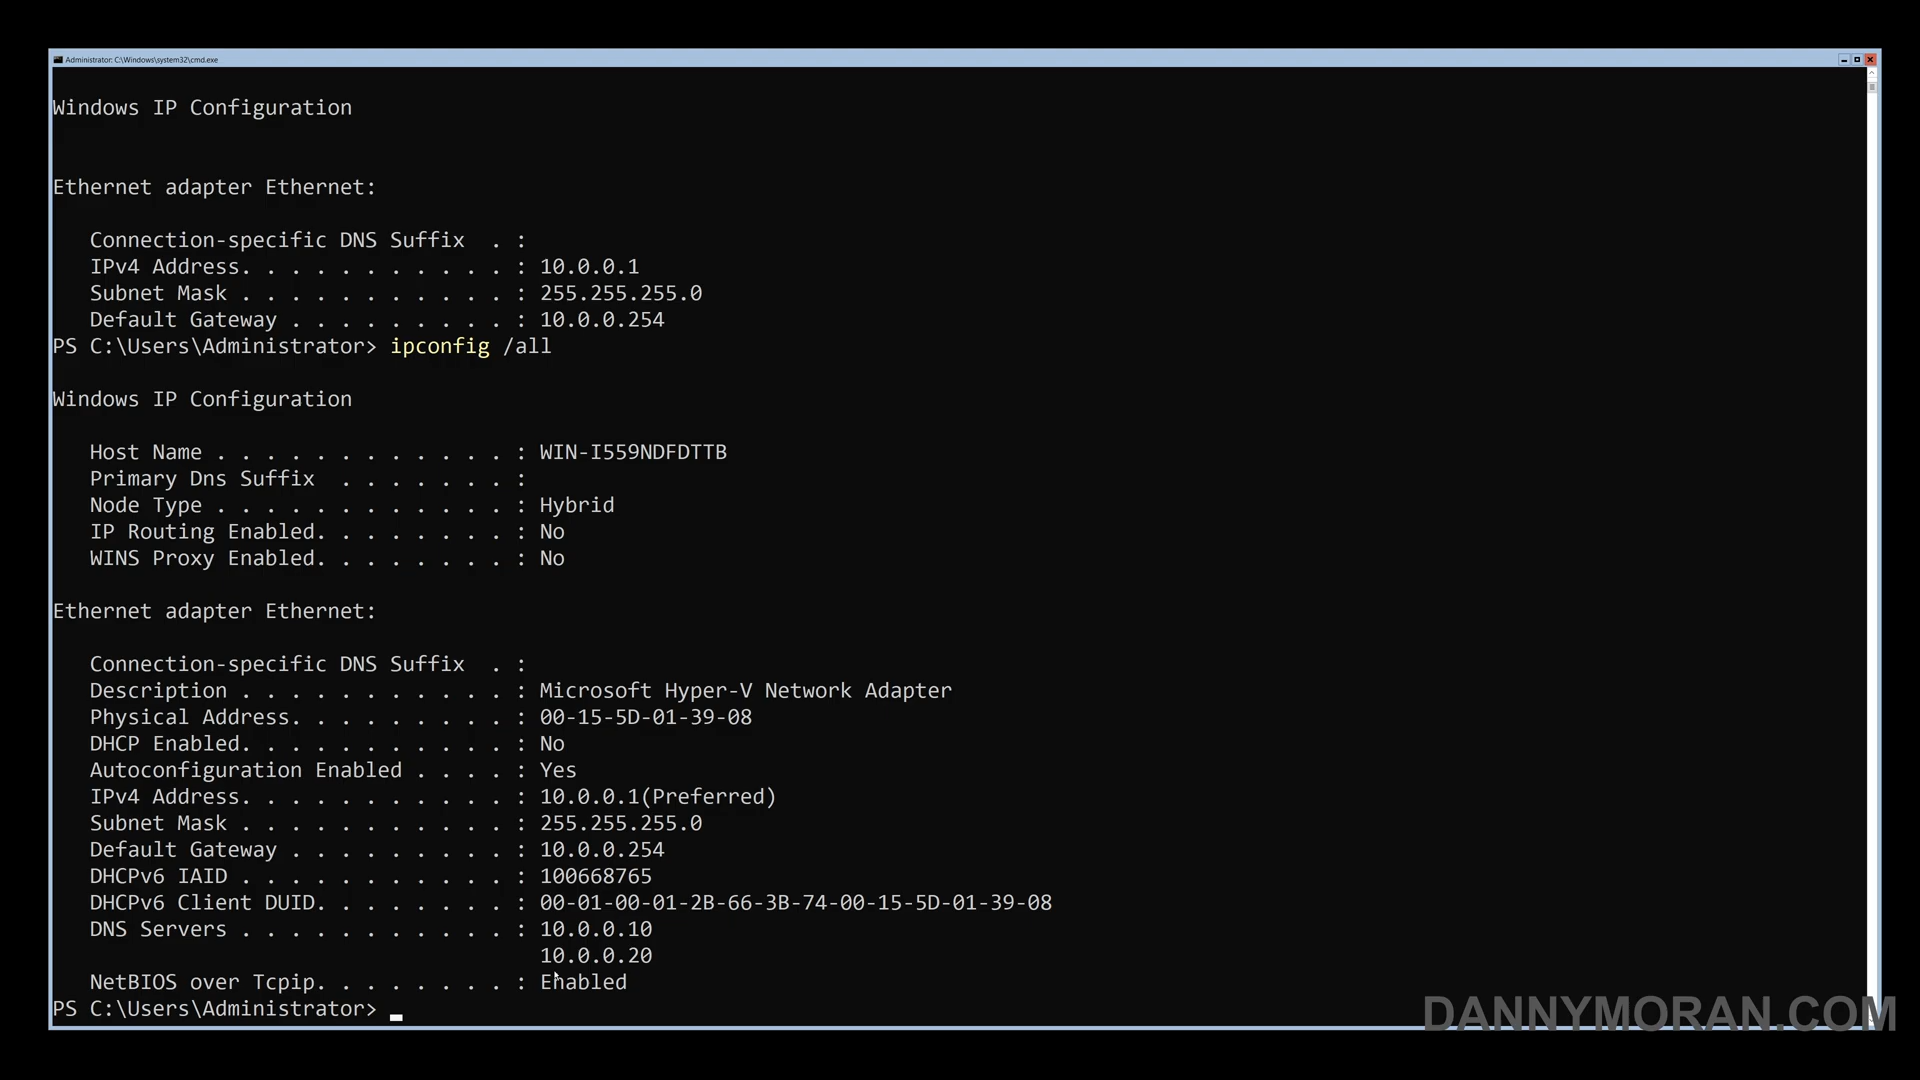 Administrator: C:\Windows\system32\cmd.exe
Windows IP Configuration
Ethernet adapter Ethernet:
   Connection-specific DNS Suffix  . :
   IPv4 Address. . . . . . . . . . . : 10.0.0.1
   Subnet Mask . . . . . . . . . . . : 255.255.255.0
   Default Gateway . . . . . . . . . : 10.0.0.254
PS C:\Users\Administrator> ipconfig /all
Windows IP Configuration
   Host Name . . . . . . . . . . . . : WIN-I559NDFDTTB
   Primary Dns Suffix  . . . . . . . :
   Node Type . . . . . . . . . . . . : Hybrid
   IP Routing Enabled. . . . . . . . : No
   WINS Proxy Enabled. . . . . . . . : No
Ethernet adapter Ethernet:
   Connection-specific DNS Suffix  . :
   Description . . . . . . . . . . . : Microsoft Hyper-V Network Adapter
   Physical Address. . . . . . . . . : 00-15-5D-01-39-08
   DHCP Enabled. . . . . . . . . . . : No
   Autoconfiguration Enabled . . . . : Yes
   IPv4 Address. . . . . . . . . . . : 10.0.0.1(Preferred)
   Subnet Mask . . . . . . . . . . . : 255.255.255.0
   Default Gateway . . . . . . . . . : 10.0.0.254
   DHCPv6 IAID . . . . . . . . . . . : 100668765
   DHCPv6 Client DUID. . . . . . . . : 00-01-00-01-2B-66-3B-74-00-15-5D-01-39-08
   DNS Servers . . . . . . . . . . . : 10.0.0.10
                                       10.0.0.20
   NetBIOS over Tcpip. . . . . . . . : Enabled
PS C:\Users\Administrator>
DANNYMORAN.COM